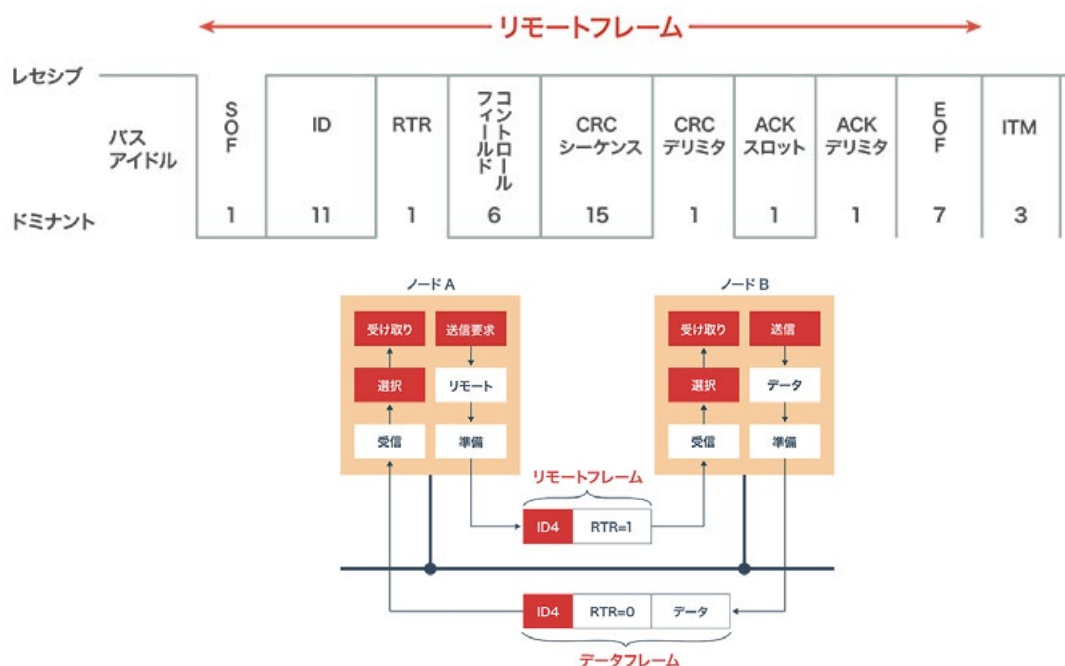 リモートフレーム
レセシブ
バス
アイドル
SOF
ID
RTR
コントロール
フィールド
CRC
シーケンス
CRC
デリミタ
ACK
スロット
ACK
デリミタ
EOF
ITM
ドミナント
1
11
1
6
15
1
1
1
7
3
ノード A
ノード B
受け取り
送信要求
受け取り
送信
選択
リモート
選択
データ
受信
準備
受信
準備
リモートフレーム
ID4
RTR=1
ID4
RTR=0
データ
データフレーム